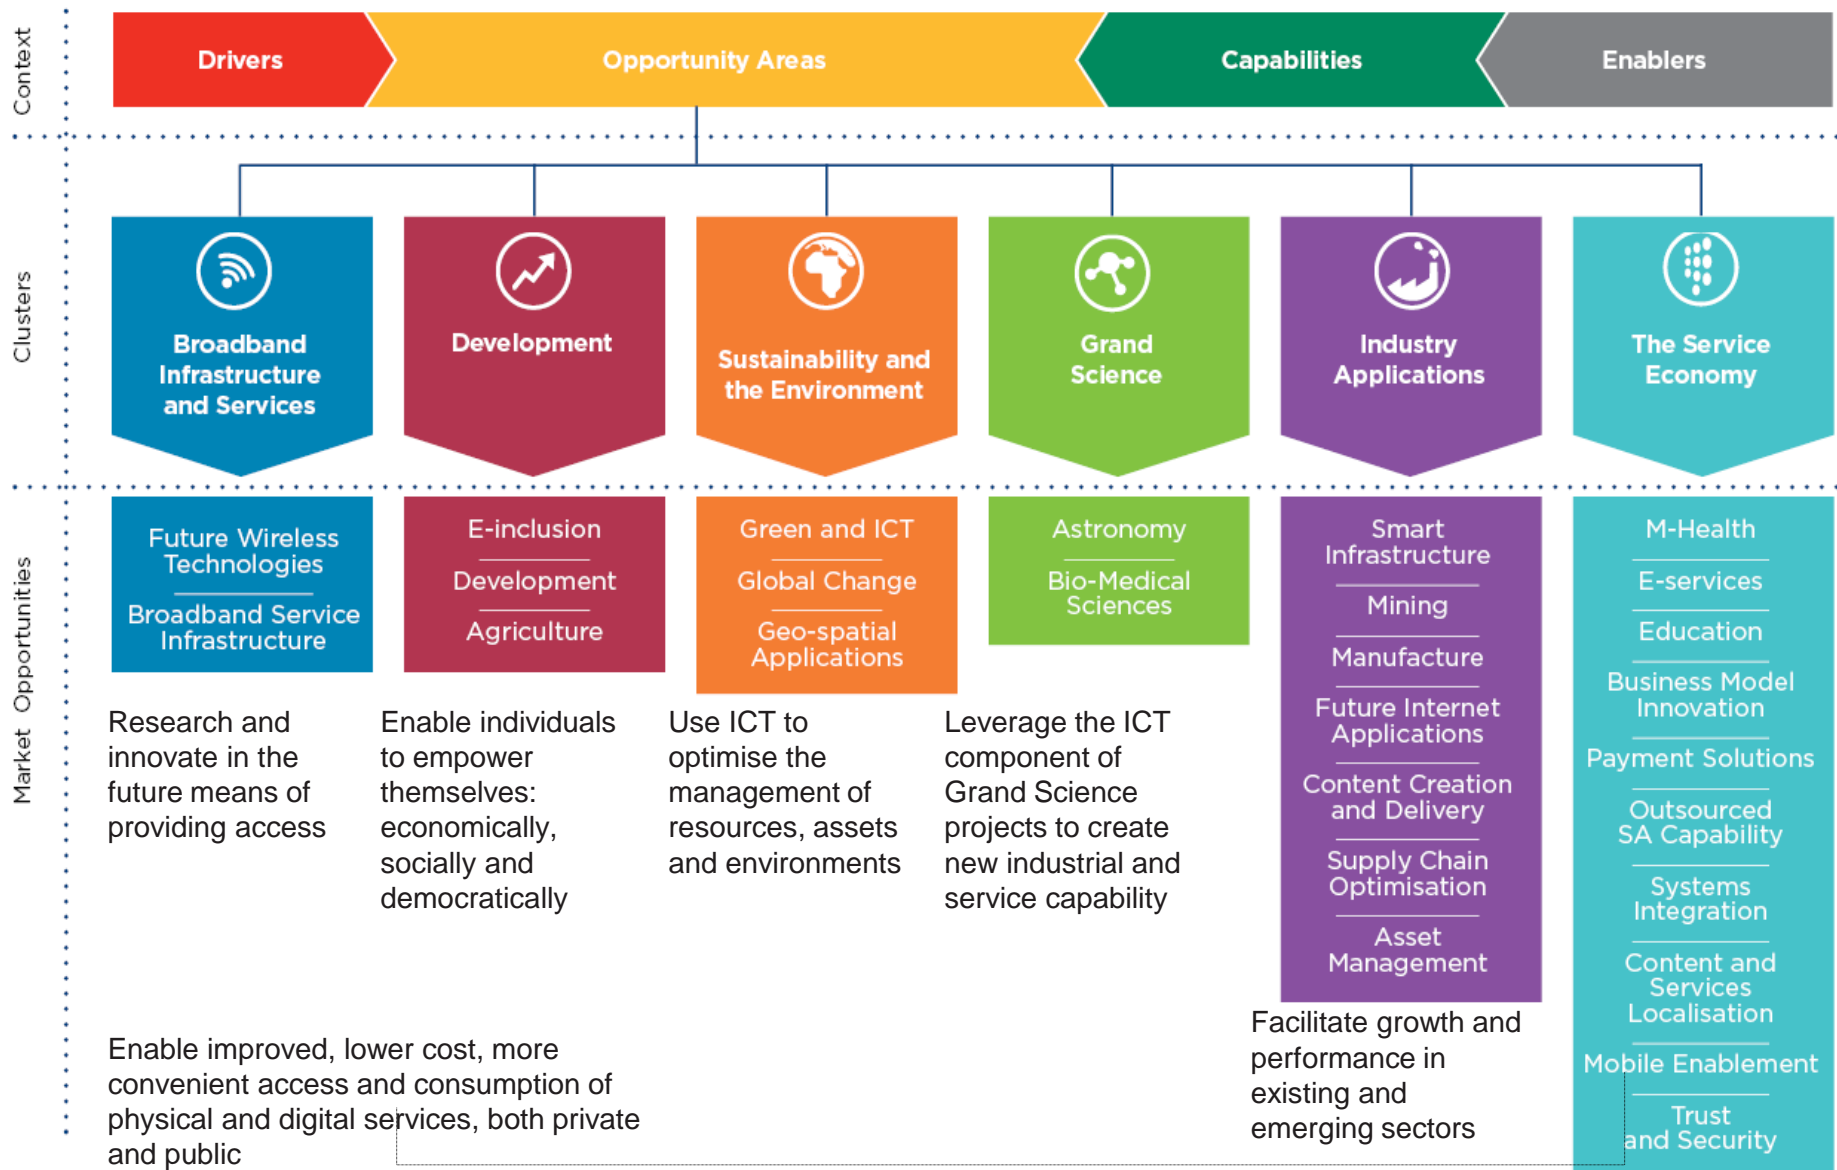 Context
Drivers
Opportunity Areas
Capabilities
Enablers
Clusters
Broadband
Infrastructure
and Services
Development
Sustainability and
the Environment
Grand
Science
Industry
Applications
The Service
Economy
Market Opportunities
Future Wireless
Technologies
Broadband Service
Infrastructure
Research and
innovate in the
future means of
providing access
E-inclusion
Development
Agriculture
Enable individuals
to empower
themselves:
economically,
socially and
democratically
Green and ICT
Global Change
Geo-spatial
Applications
Use ICT to
optimise the
management of
resources, assets
and environments
Astronomy
Bio-Medical
Sciences
Leverage the ICT
component of
Grand Science
projects to create
new industrial and
service capability
Smart
Infrastructure
Mining
Manufacture
Future Internet
Applications
Content Creation
and Delivery
Supply Chain
Optimisation
Asset
Management
Facilitate growth and
performance in
existing and
emerging sectors
M-Health
E-services
Education
Business Model
Innovation
Payment Solutions
Outsourced
SA Capability
Systems
Integration
Content and
Services
Localisation
Mobile Enablement
Trust
and Security
Enable improved, lower cost, more
convenient access and consumption of
physical and digital services, both private
and public